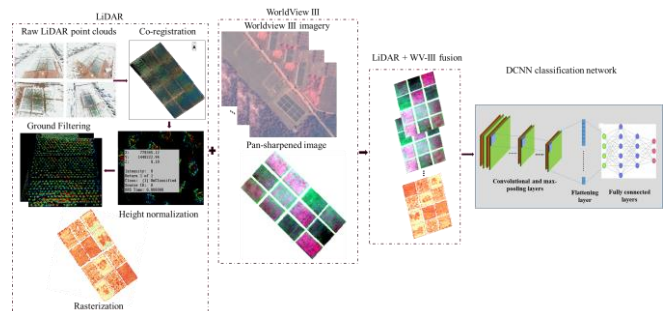 LiDAR
Raw LiDAR point clouds
Co-registration
Ground Filtering
Height normalization
Rasterization
WorldView III
Worldview III imagery
Pan-sharpened image
LiDAR + WV-III fusion
DCNN classification network
Convolutional and max-
pooling layers
Flattening
layer
Fully connected
layers